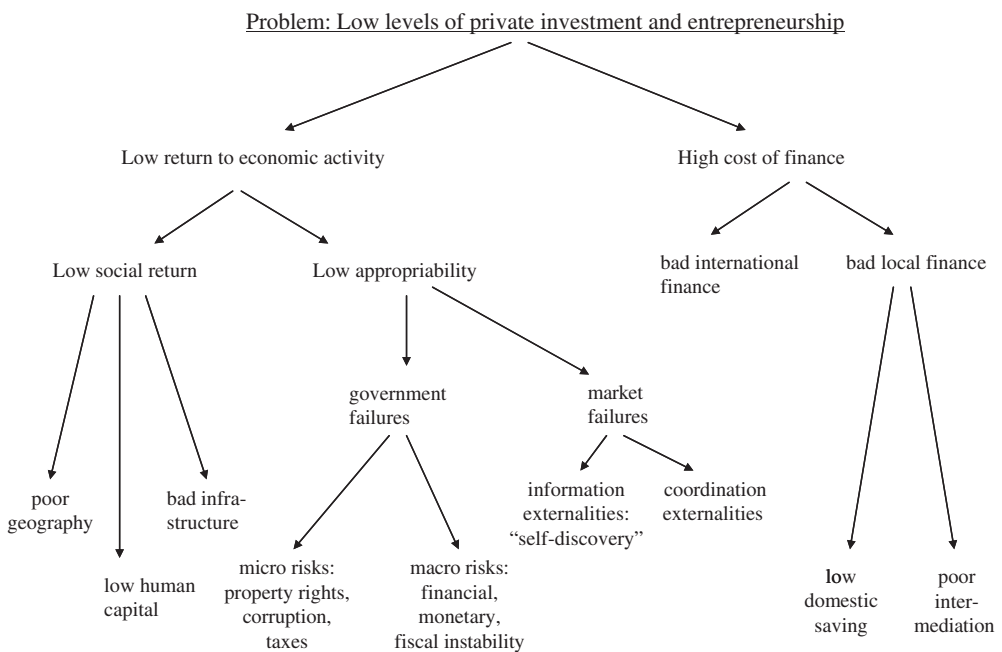 Problem: Low levels of private investment and entrepreneurship
Low return to economic activity
High cost of finance
Low social return
Low appropriability
bad international
finance
bad local finance
government
failures
market
failures
poor
geography
low human
capital
bad infra-
structure
micro risks:
property rights,
corruption,
taxes
macro risks:
financial,
monetary,
fiscal instability
information
externalities:
“self-discovery”
coordination
externalities
low
domestic
saving
poor
inter-
mediation